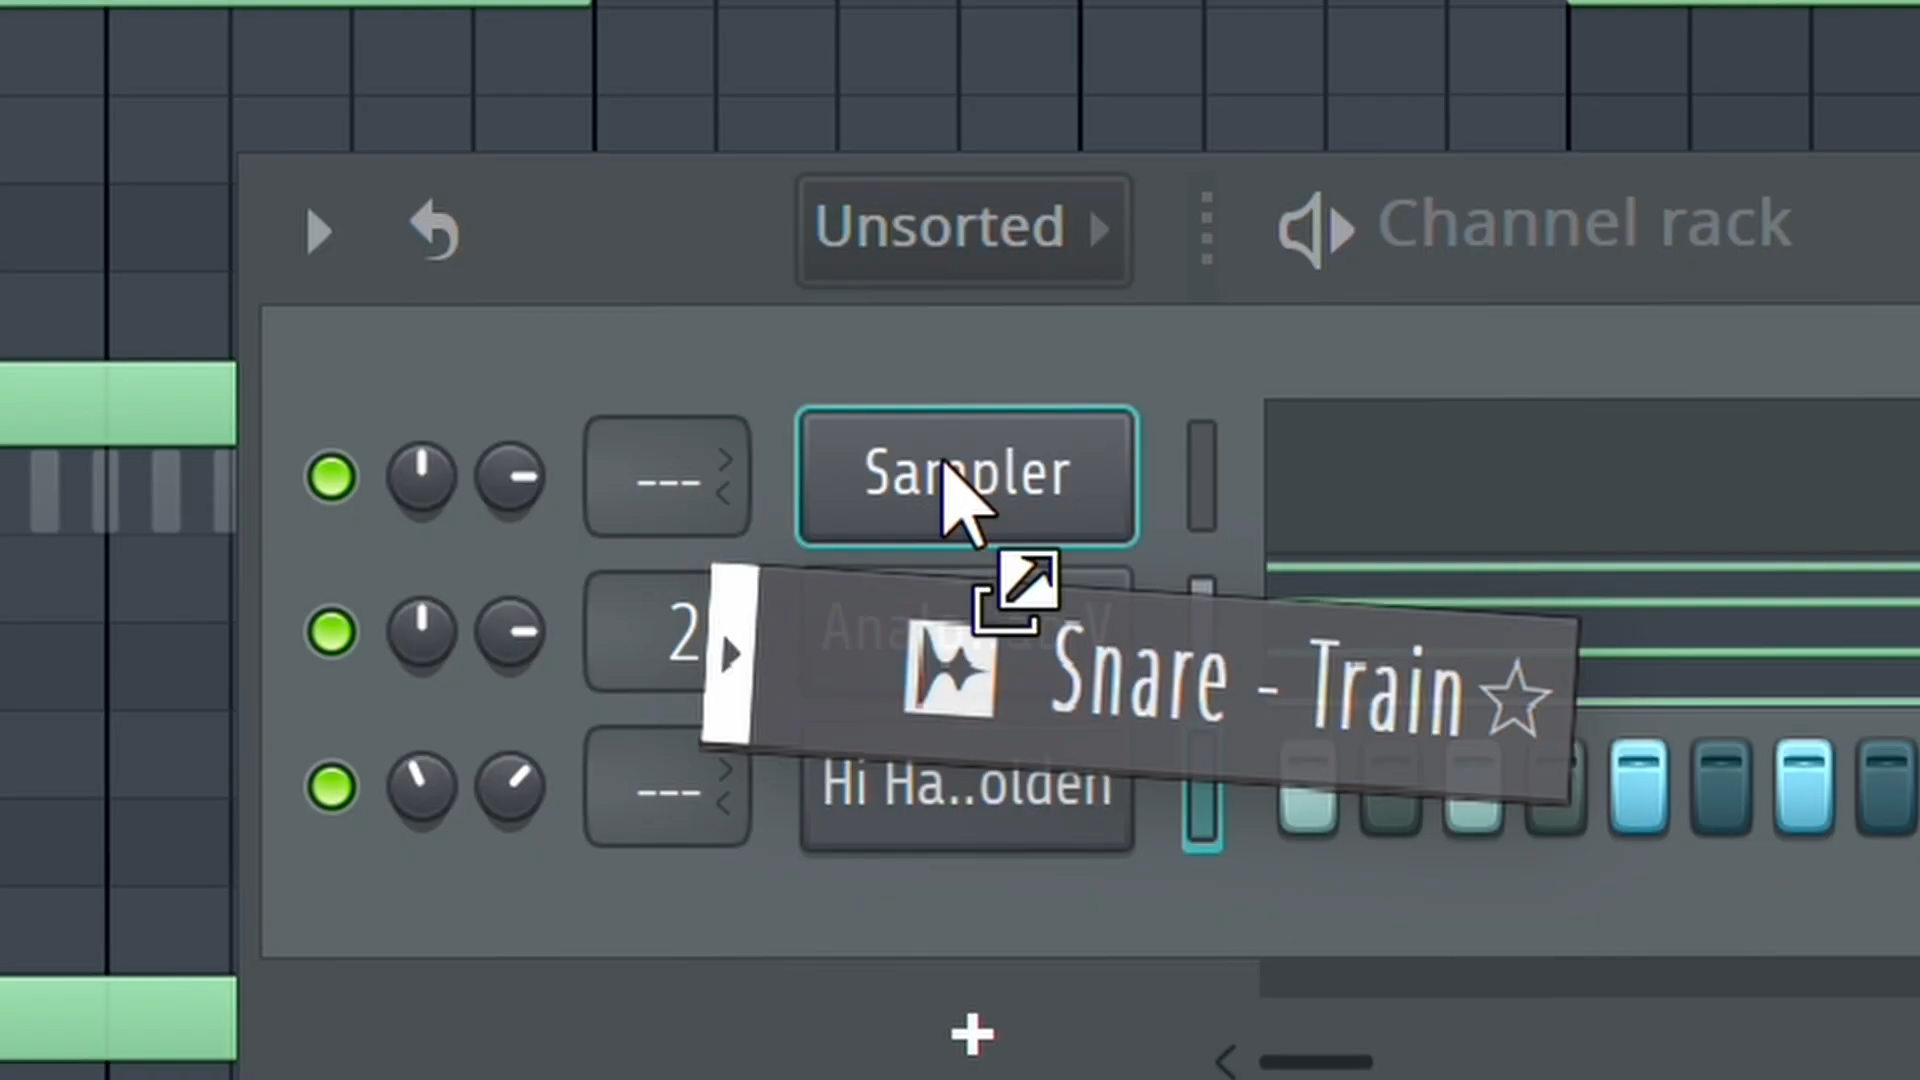 Unsorted
Channel rack
---
Sampler
2
Snare - Train
---
Hi Ha..olden